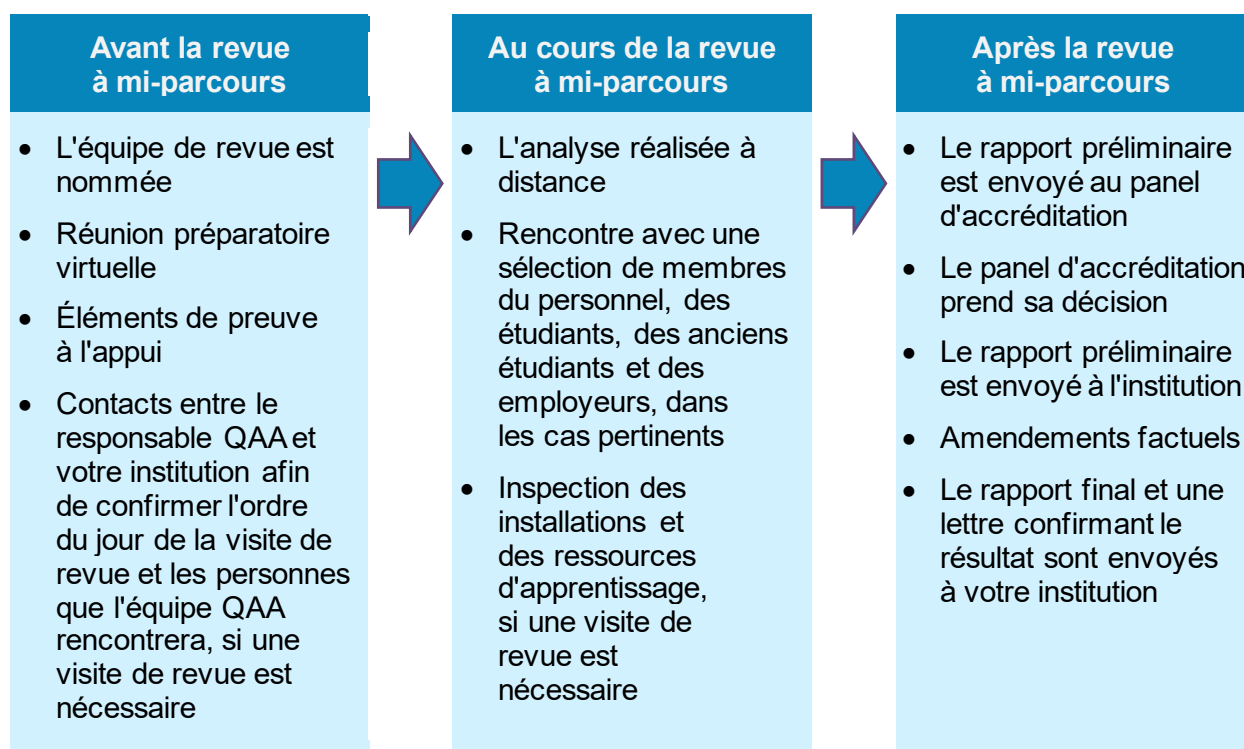 Avant la revue
à mi-parcours
• L'équipe de revue est
nommée
• Réunion préparatoire
virtuelle
• Éléments de preuve
à l'appui
• Contacts entre le
responsable QAA et
votre institution afin
de confirmer l'ordre
du jour de la visite de
revue et les personnes
que l'équipe QAA
rencontrera, si une
visite de revue est
nécessaire
Au cours de la revue
à mi-parcours
• L'analyse réalisée à
distance
• Rencontre avec une
sélection de membres
du personnel, des
étudiants, des anciens
étudiants et des
employeurs, dans
les cas pertinents
• Inspection des
installations et
des ressources
d'apprentissage,
si une visite de
revue est
nécessaire
Après la revue
à mi-parcours
• Le rapport préliminaire
est envoyé au panel
d'accréditation
• Le panel d'accréditation
prend sa décision
• Le rapport préliminaire
est envoyé à l'institution
• Amendements factuels
• Le rapport final et une
lettre confirmant le
résultat sont envoyés
à votre institution